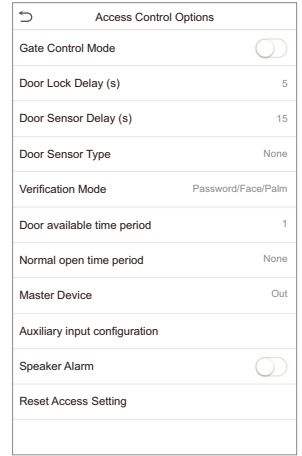 Access Control Options
Gate Control Mode
Door Lock Delay (s) 5
Door Sensor Delay (s) 15
Door Sensor Type None
Verification Mode Password/Face/Palm
Door available time period 1
Normal open time period None
Master Device Out
Auxiliary input configuration
Speaker Alarm
Reset Access Setting